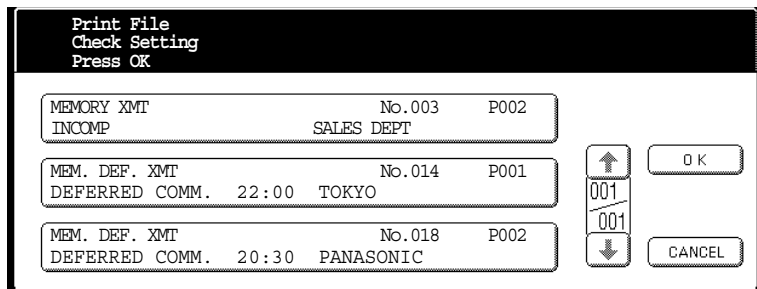 Print File
Check Setting
Press OK
MEMORY XMT No.003 P002
INCOMP SALES DEPT
MEM. DEF. XMT No.014 P001
DEFERRED COMM. 22:00 TOKYO
MEM. DEF. XMT No.018 P002
DEFERRED COMM. 20:30 PANASONIC
001
001
OK
CANCEL